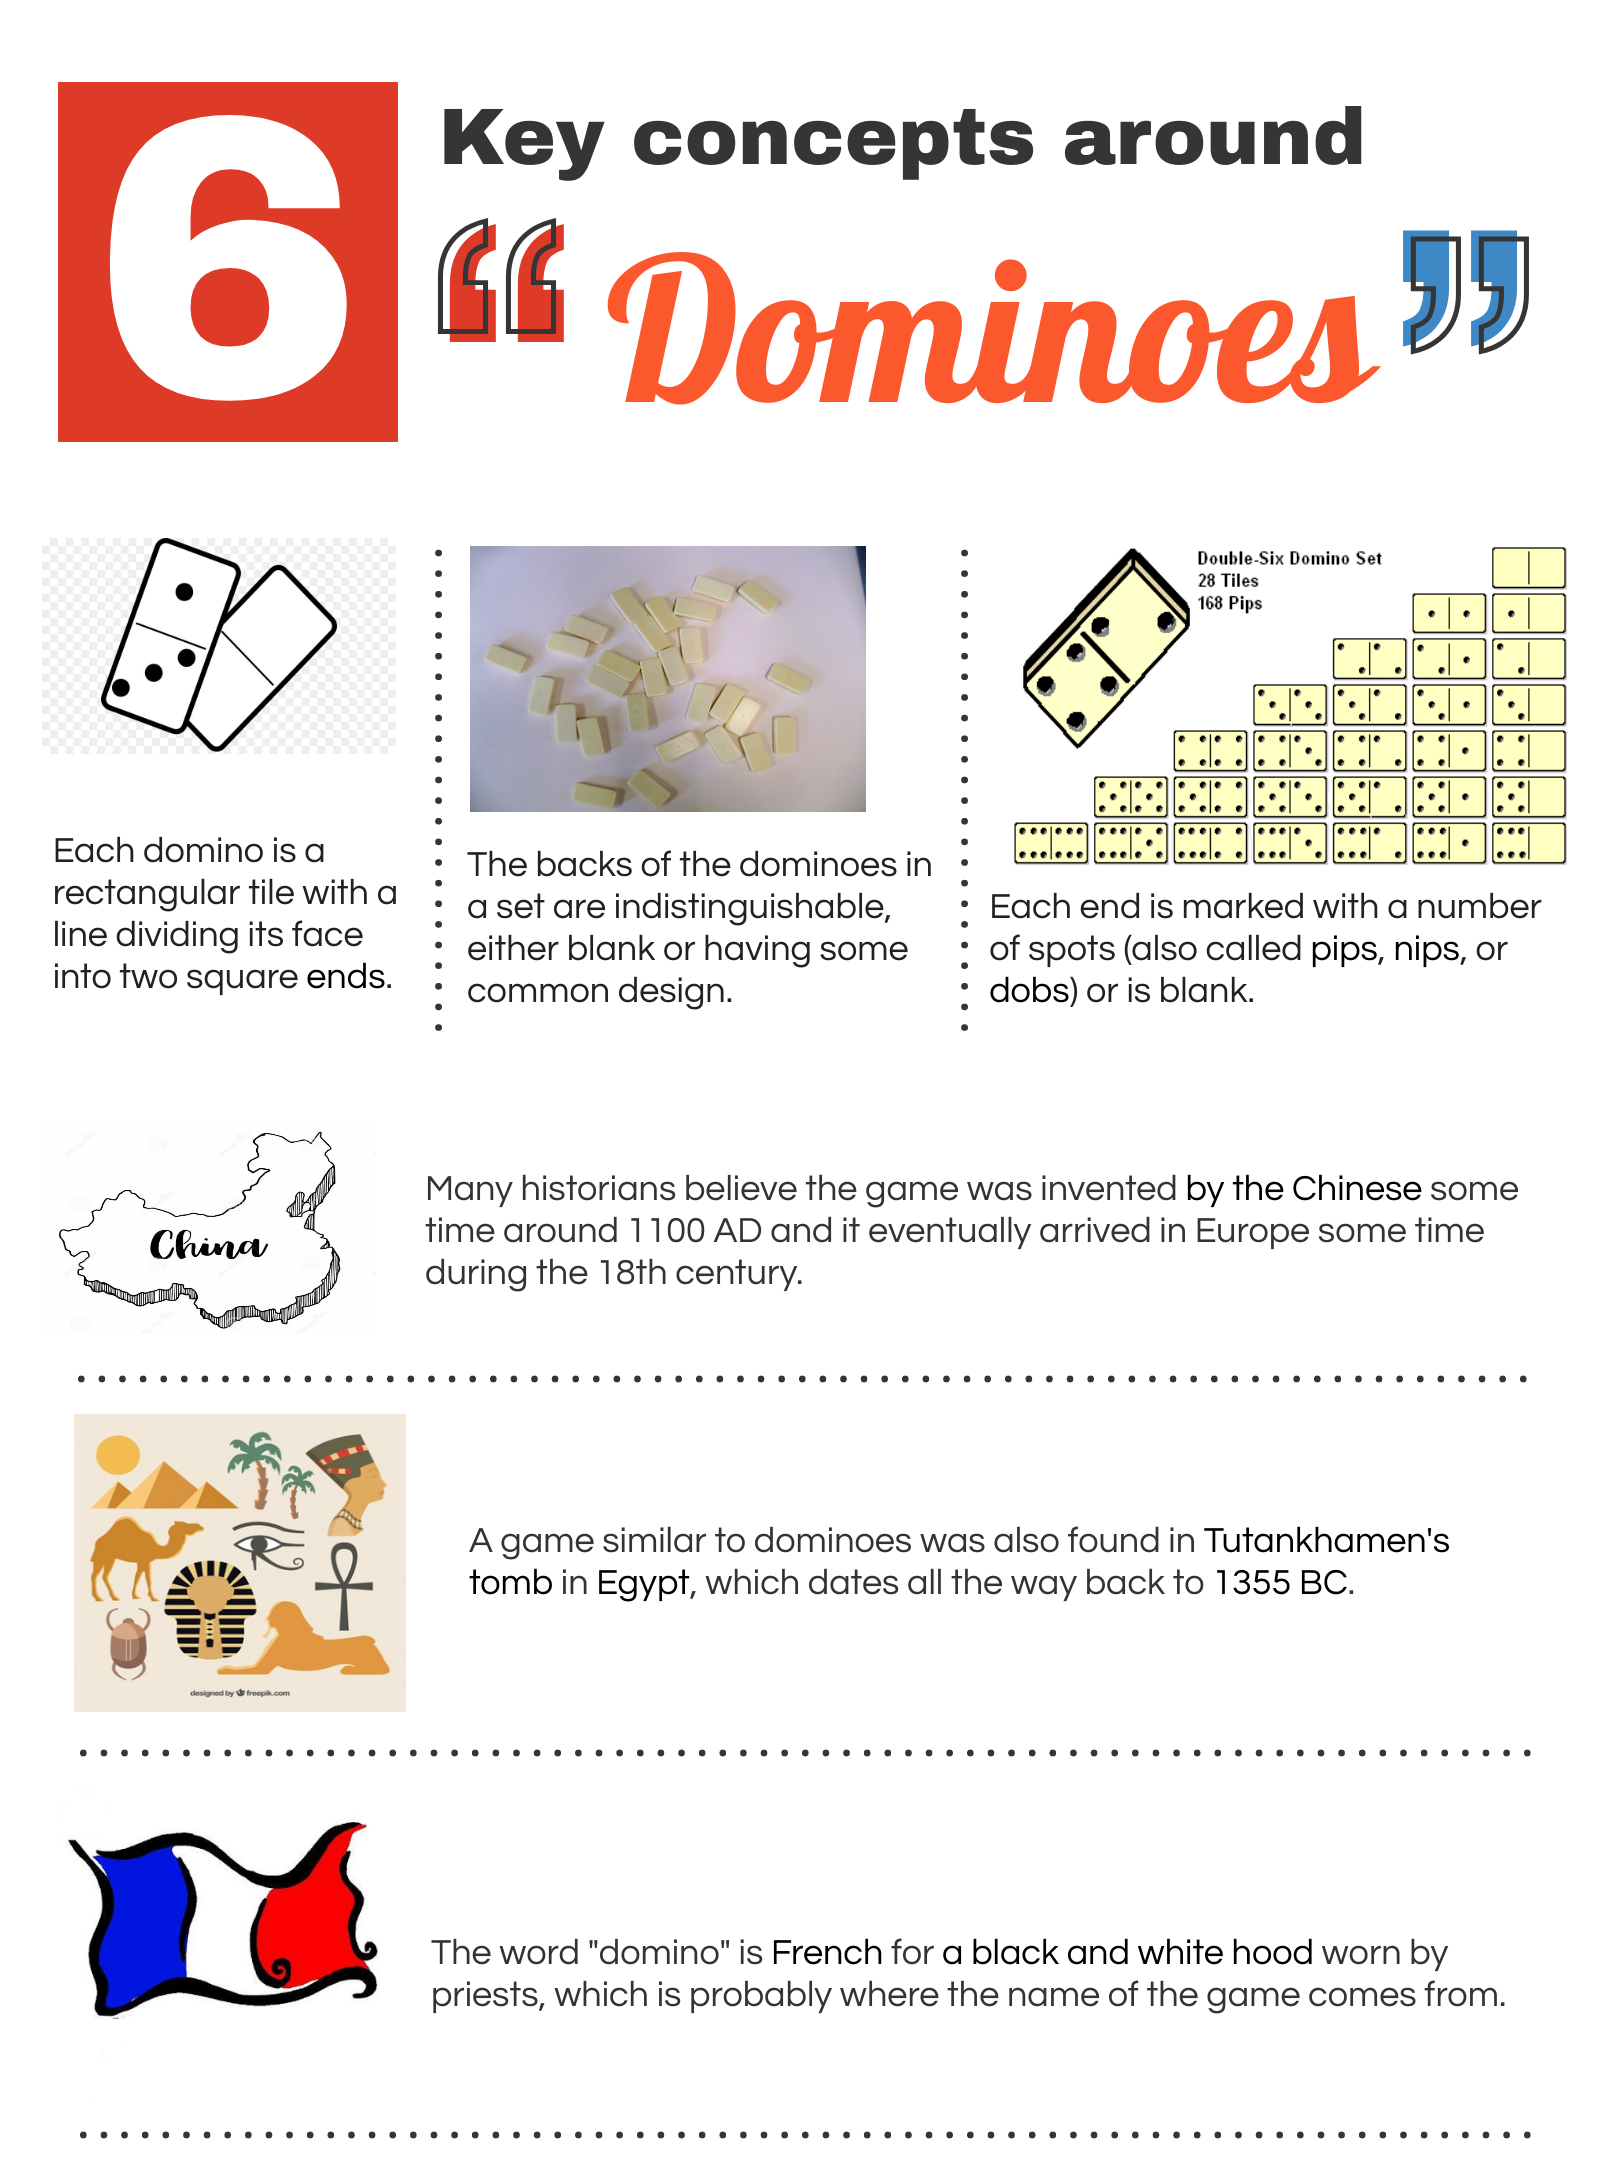 6
Key concepts around
“ Dominoes ”
Each domino is a
rectangular tile with a
line dividing its face
into two square ends.
The backs of the dominoes in
a set are indistinguishable,
either blank or having some
common design.
Double-Six Domino Set
28 Tiles
168 Pips
Each end is marked with a number
of spots (also called pips, nips, or
dobs) or is blank.
China
Many historians believe the game was invented by the Chinese some
time around 1100 AD and it eventually arrived in Europe some time
during the 18th century.
designed by freepik.com
A game similar to dominoes was also found in Tutankhamen's
tomb in Egypt, which dates all the way back to 1355 BC.
The word "domino" is French for a black and white hood worn by
priests, which is probably where the name of the game comes from.